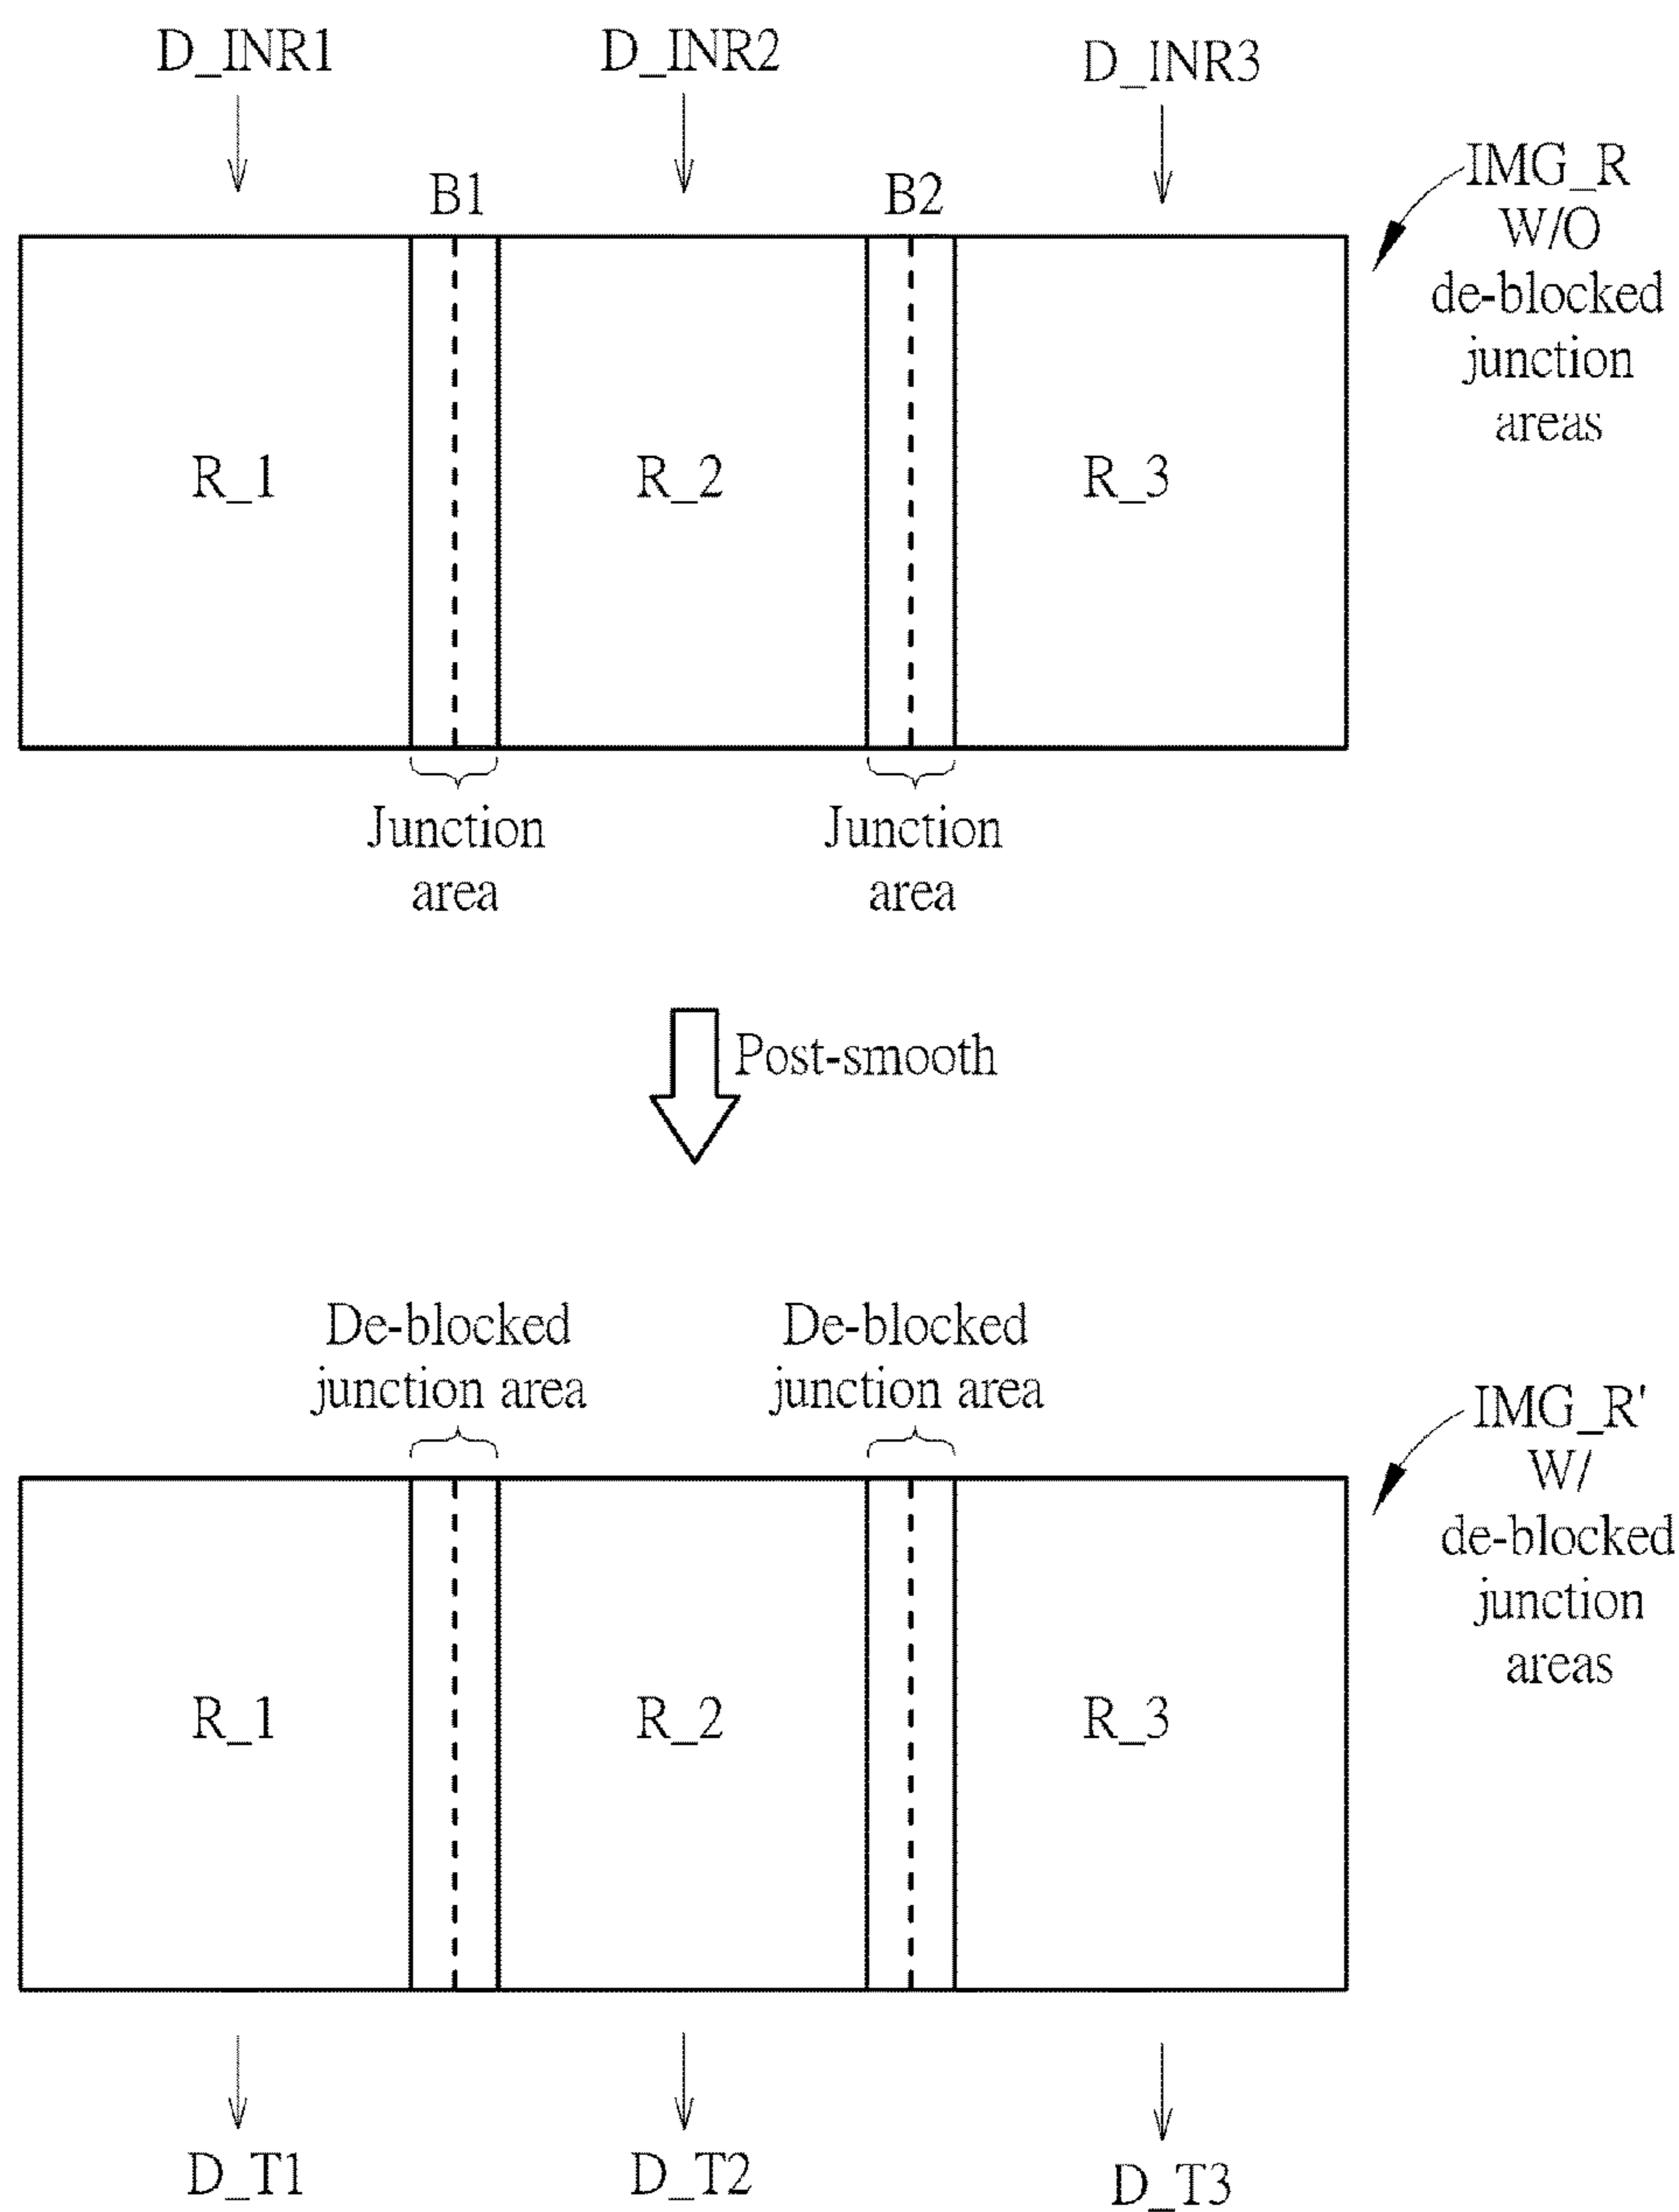 D_INR1
D_INR2
D_INR3
B1
B2
IMG_R
W/O
de-blocked
junction
areas
R_1
R_2
R_3
Junction
area
Junction
area
Post-smooth
De-blocked
junction area
De-blocked
junction area
IMG_R'
W/
de-blocked
junction
areas
R_1
R_2
R_3
D_T1
D_T2
D_T3